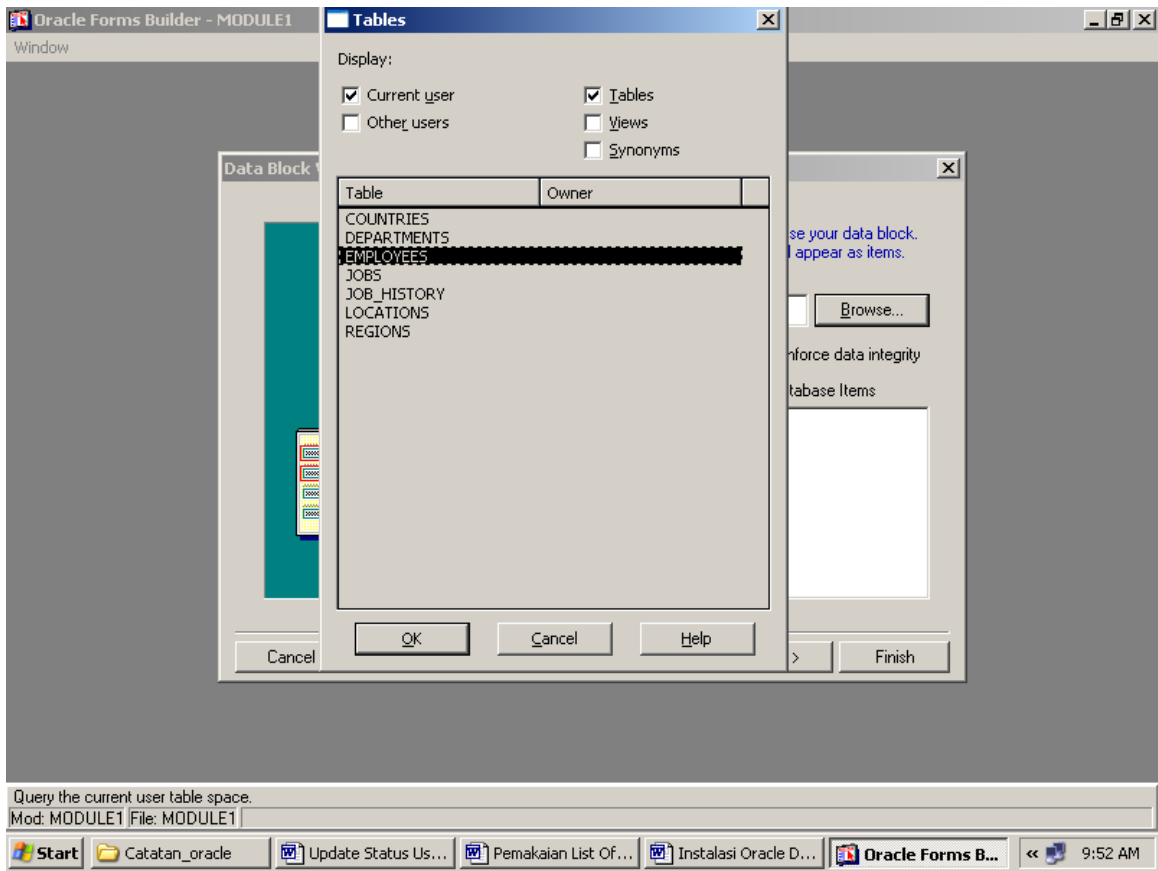 Oracle Forms Builder - MODULE1
Window
Tables
Display:
Current user
Tables
Other users
Views
Synonyms
Data Block
Table
Owner
COUNTRIES
DEPARTMENTS
EMPLOYEES
JOBS
JOB_HISTORY
LOCATIONS
REGIONS
se your data block.
appear as items.
Browse...
nforce data integrity
tabase Items
OK
Cancel
Help
Cancel
>
Finish
Query the current user table space.
Mod: MODULE1 File: MODULE1
Start
Catatan_oracle
Update Status Us...
Pemakaian List Of...
Instalasi Oracle D...
Oracle Forms B...
«
9:52 AM